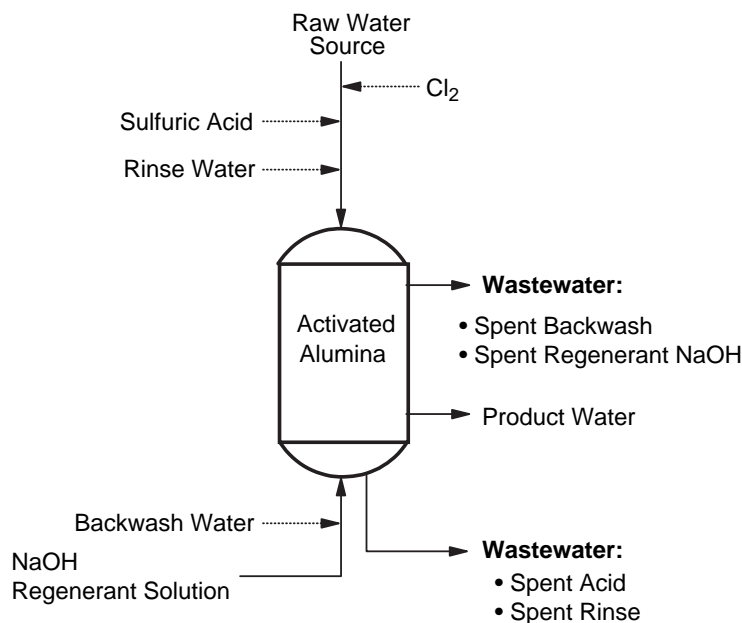 Raw Water
Source
Cl2
Sulfuric Acid
Rinse Water
Activated
Alumina
Wastewater:
• Spent Backwash
• Spent Regenerant NaOH
Product Water
Backwash Water
NaOH
Regenerant Solution
Wastewater:
• Spent Acid
• Spent Rinse